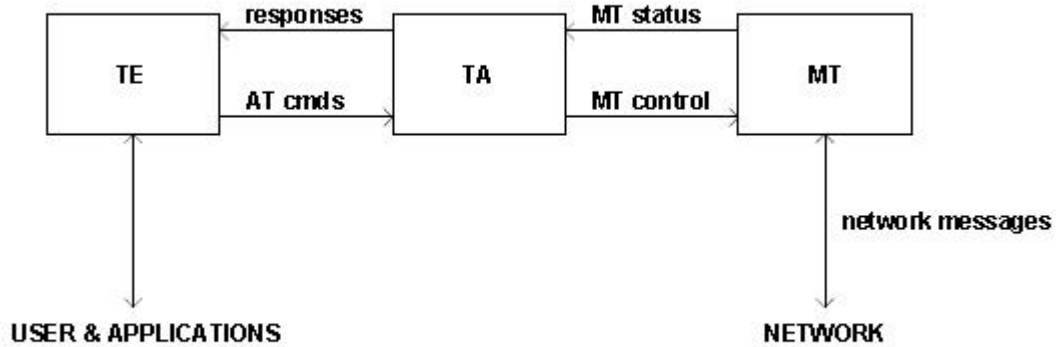 responses
MT status
TE
TA
MT
AT cmds
MT control
network messages
USER & APPLICATIONS
NETWORK